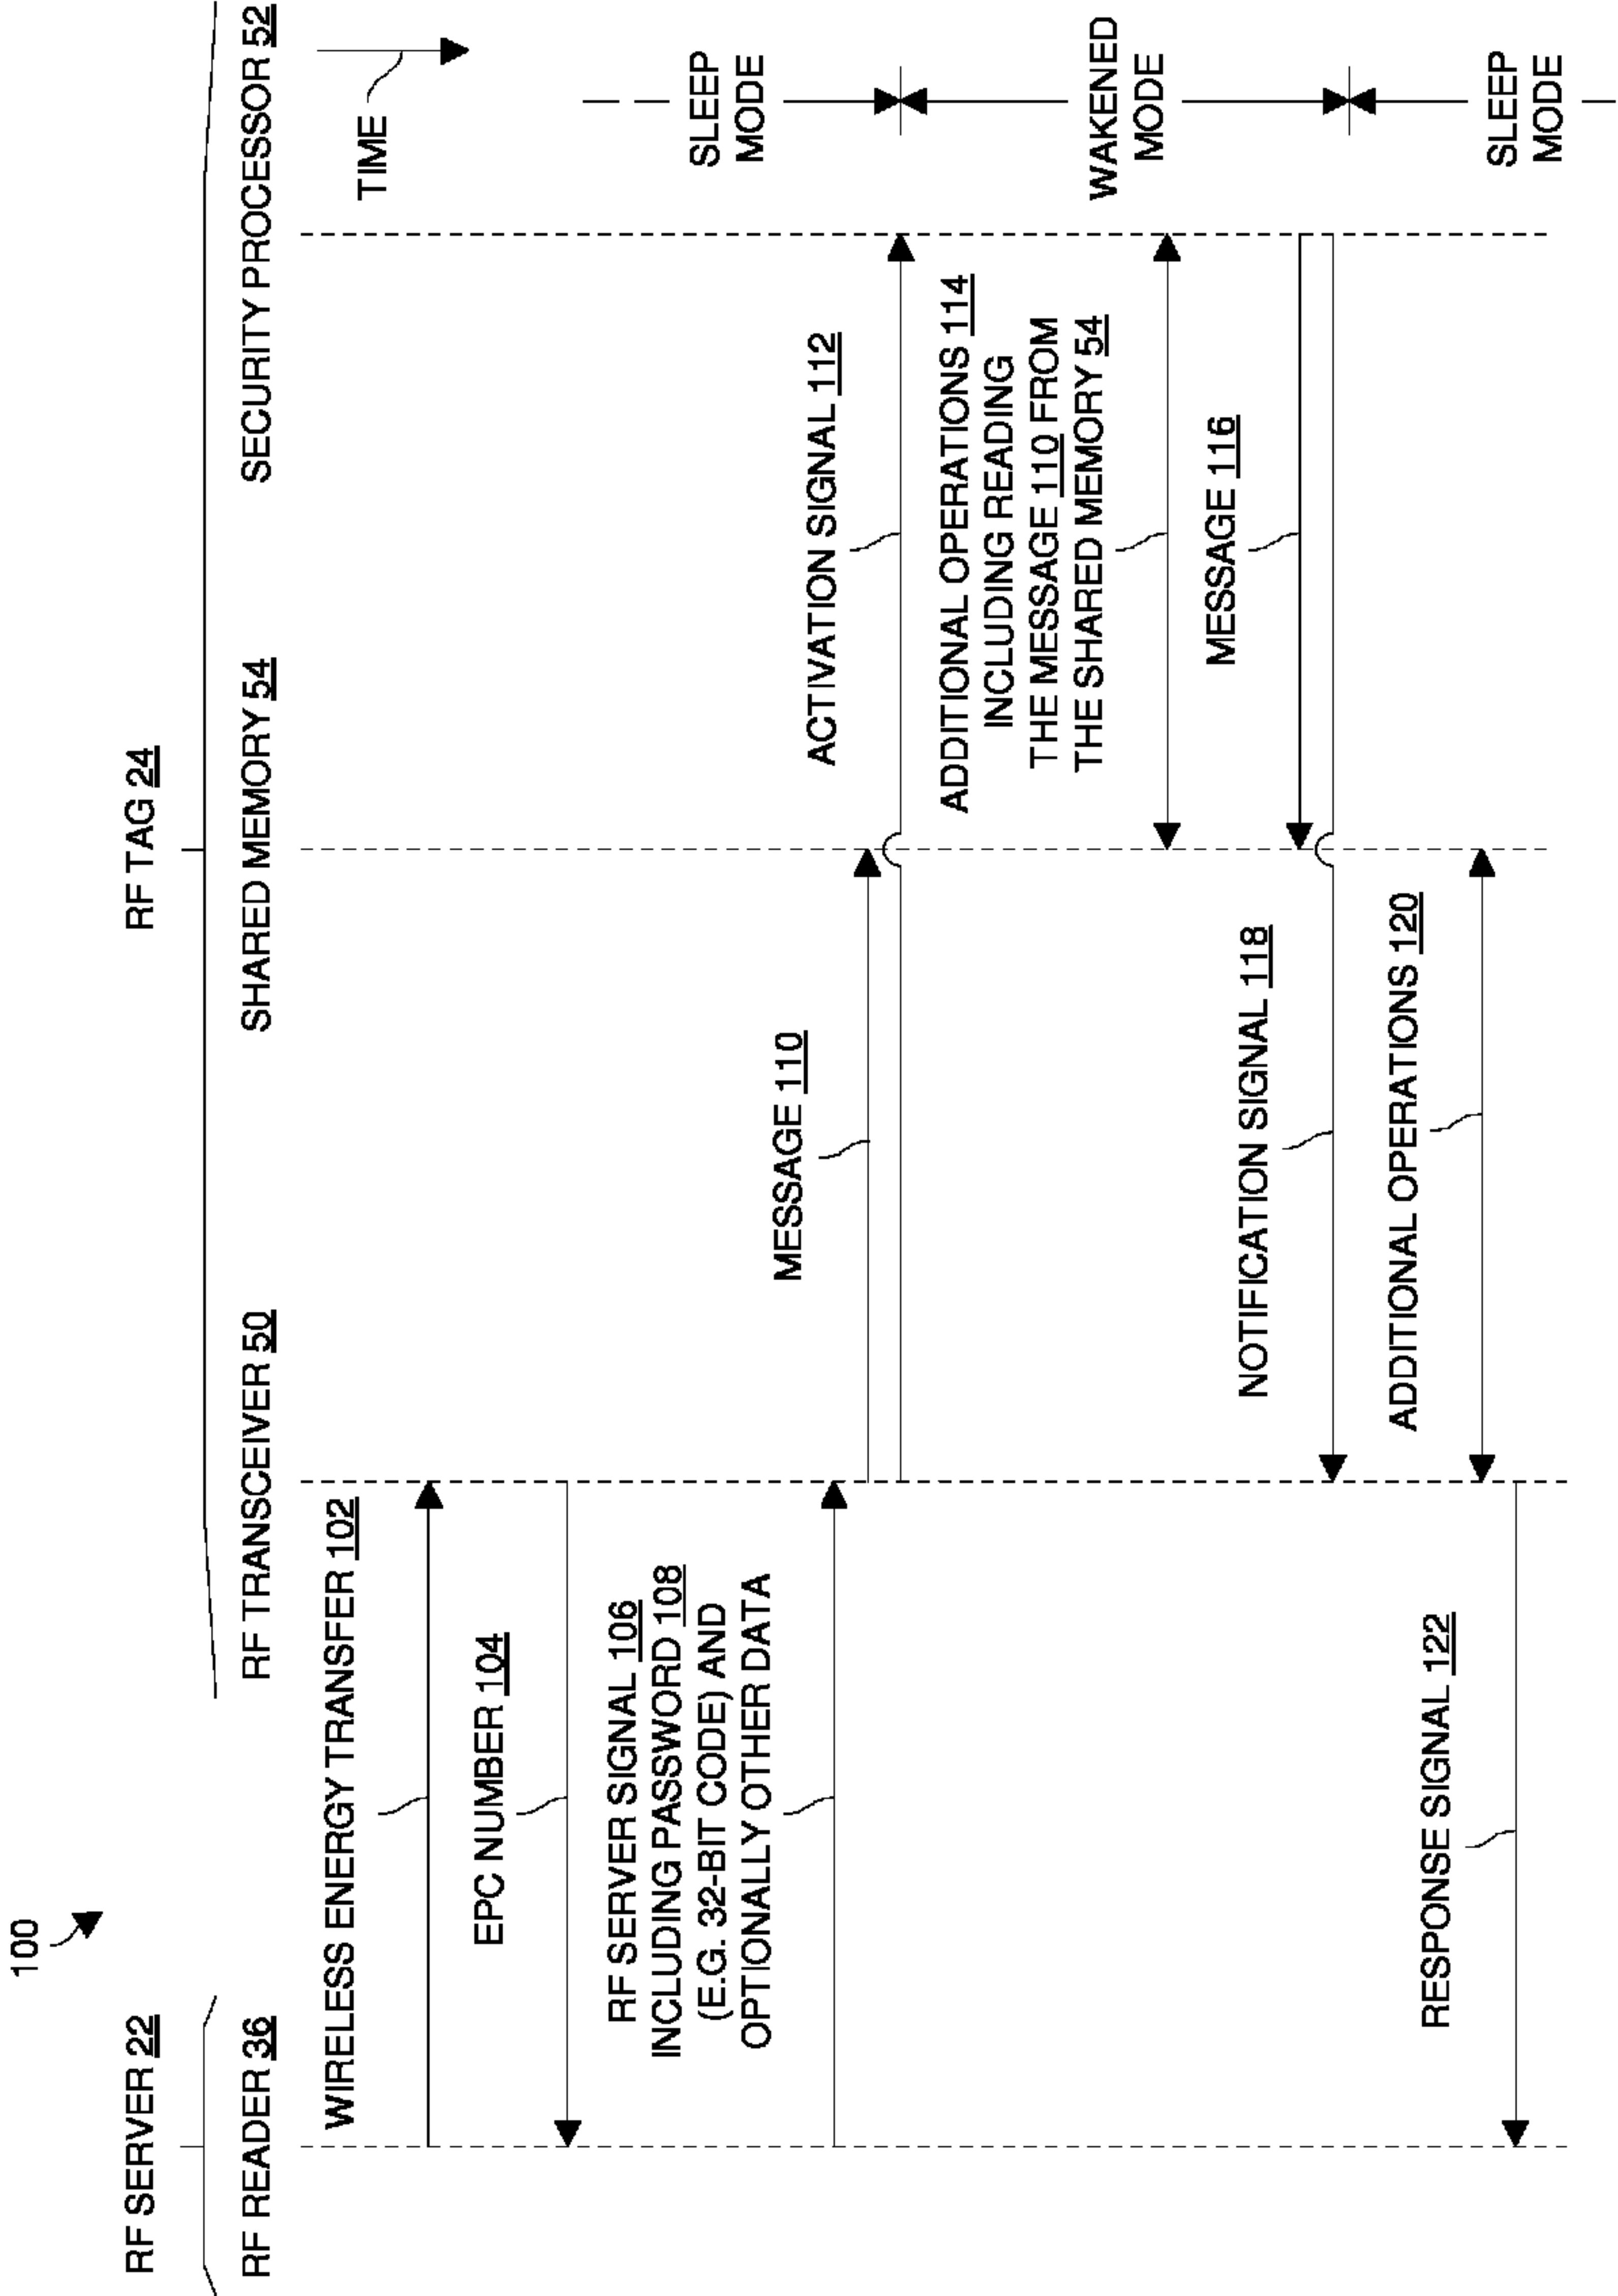 100
RF SERVER 22
RF TAG 24
RF READER 36
RF TRANSCEIVER 50
SHARED MEMORY 54
SECURITY PROCESSOR 52
WIRELESS ENERGY TRANSFER 102
TIME
EPC NUMBER 104
RF SERVER SIGNAL 106
INCLUDING PASSWORD 108
(E.G. 32-BIT CODE) AND
OPTIONALLY OTHER DATA
SLEEP
MODE
MESSAGE 110
ACTIVATION SIGNAL 112
ADDITIONAL OPERATIONS 114
INCLUDING READING
THE MESSAGE 110 FROM
THE SHARED MEMORY 54
WAKENED
MODE
MESSAGE 116
NOTIFICATION SIGNAL 118
ADDITIONAL OPERATIONS 120
RESPONSE SIGNAL 122
SLEEP
MODE